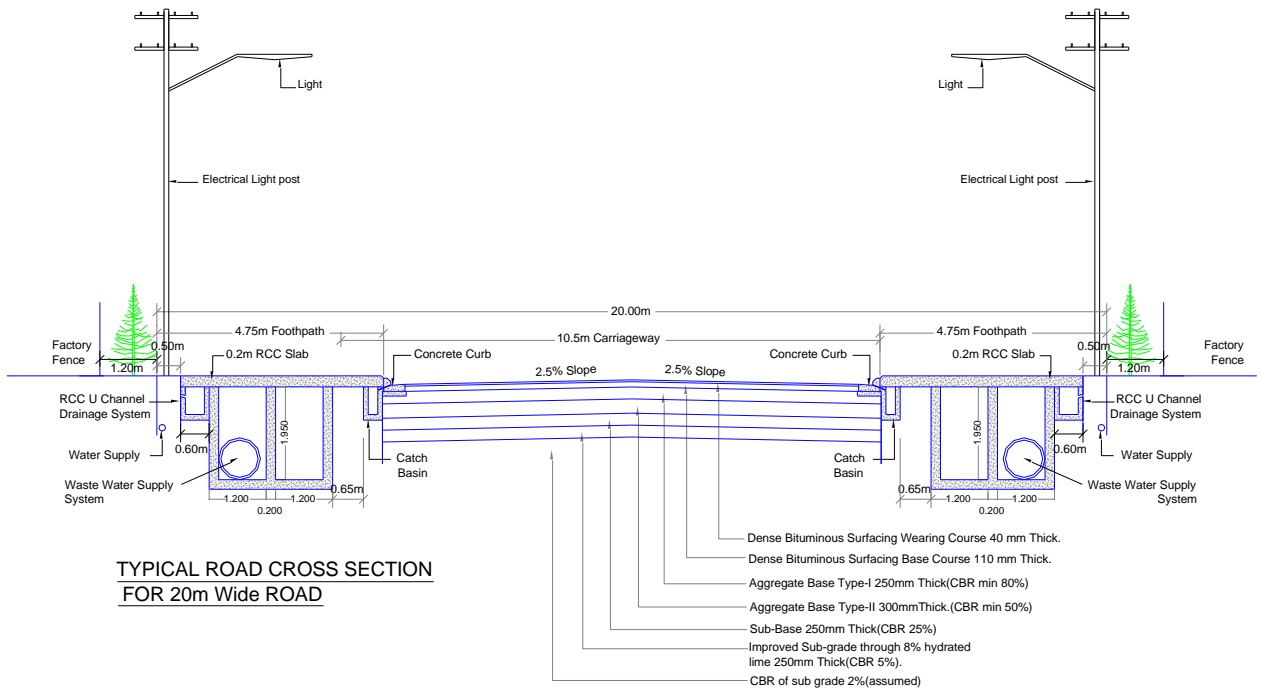 Light
Light
Electrical Light post
Electrical Light post
20.00m
4.75m Footpath
4.75m Footpath
10.5m Carriageway
Factory
Fence
0.50m
1.20m
0.2m RCC Slab
Concrete Curb
2.5% Slope
2.5% Slope
Concrete Curb
0.2m RCC Slab
0.50m
1.20m
Factory
Fence
RCC U Channel
Drainage System
RCC U Channel
Drainage System
1.950
1.950
0.60m
0.60m
Water Supply
Catch
Basin
Catch
Basin
Water Supply
Waste Water Supply
System
Waste Water Supply
System
0.65m
0.65m
1.200
1.200
0.200
1.200
1.200
0.200
Dense Bituminous Surfacing Wearing Course 40 mm Thick.
Dense Bituminous Surfacing Base Course 110 mm Thick.
Aggregate Base Type-I 250mm Thick(CBR min 80%)
Aggregate Base Type-II 300mmThick.(CBR min 50%)
Sub-Base 250mm Thick(CBR 25%)
Improved Sub-grade through 8% hydrated
lime 250mm Thick(CBR 5%).
CBR of sub grade 2%(assumed)
TYPICAL ROAD CROSS SECTION
FOR 20m Wide ROAD